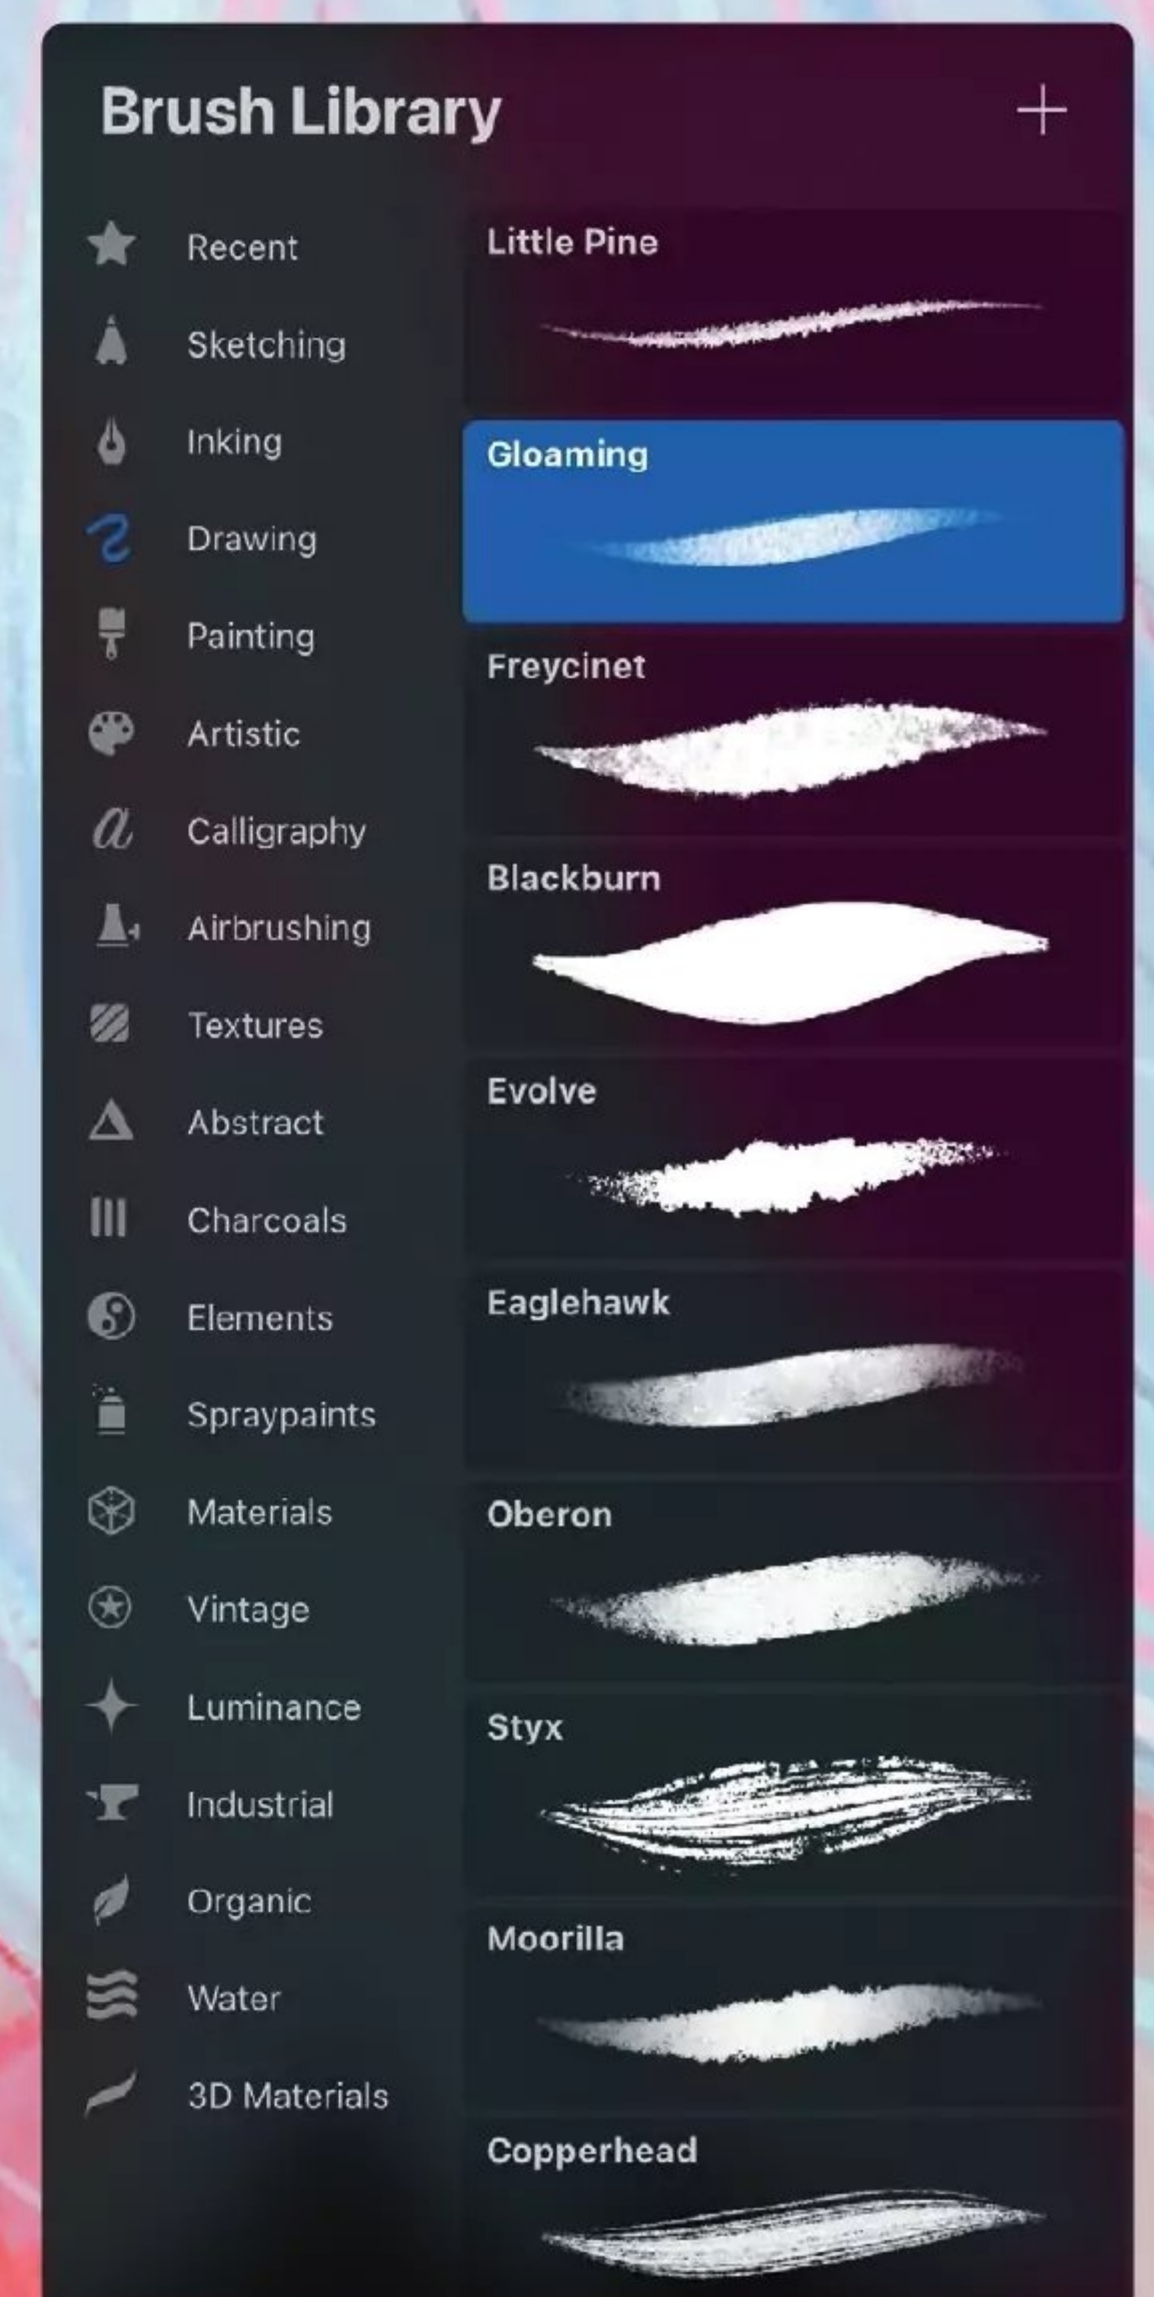 Brush Library
Recent
Sketching
Inking
Drawing
Painting
Artistic
Calligraphy
Airbrushing
Textures
Abstract
Charcoals
Elements
Spraypaints
Materials
Vintage
Luminance
Industrial
Organic
Water
3D Materials
Little Pine
Gloaming
Freycinet
Blackburn
Evolve
Eaglehawk
Oberon
Styx
Moorilla
Copperhead